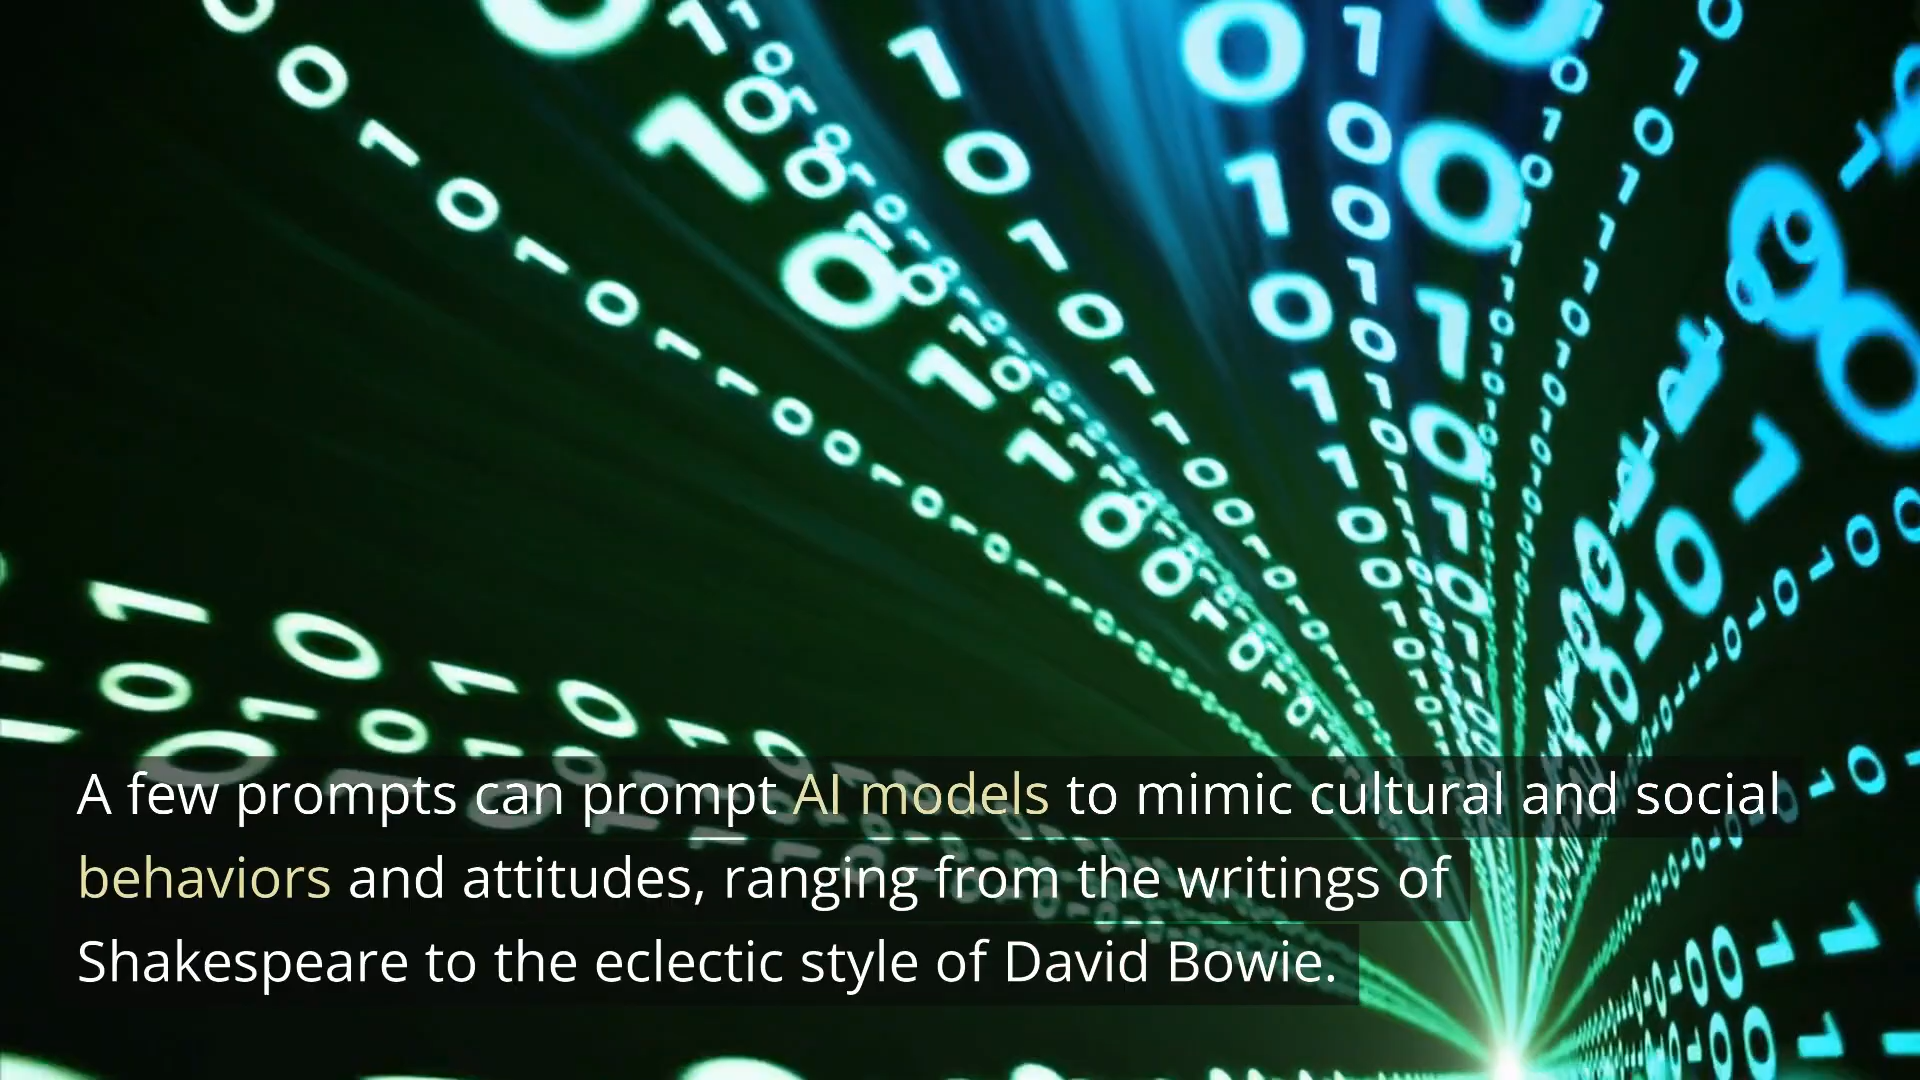 A few prompts can prompt AI models to mimic cultural and social
behaviors and attitudes, ranging from the writings of
Shakespeare to the eclectic style of David Bowie.